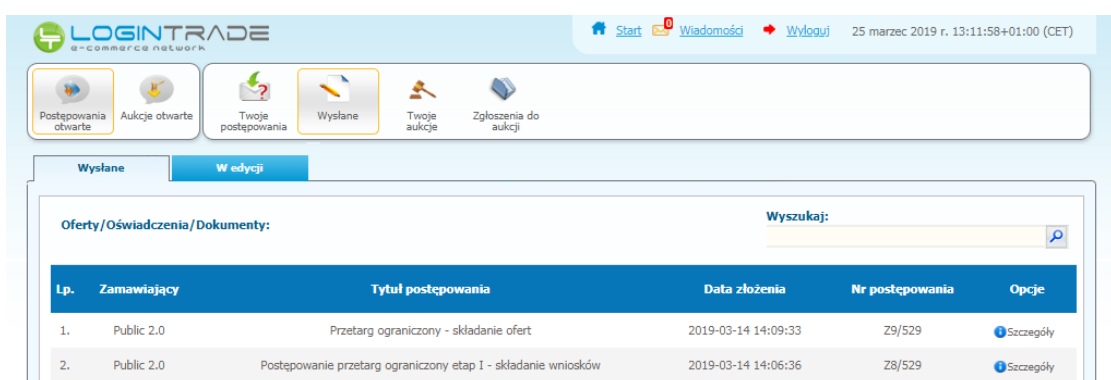 LOGINTRADE
e-commerce network
Start 0 Wiadomości Wyloguj 25 marzec 2019 r. 13:11:58+01:00 (CET)
Postępowania otwarte
Aukcje otwarte
Twoje postępowania
Wysłane
Twoje aukcje
Zgłoszenia do aukcji
Wysłane W edycji
Oferty/Oświadczenia/Dokumenty:
Wyszukaj:
Lp. Zamawiający Tytuł postępowania Data złożenia Nr postępowania Opcje
1. Public 2.0 Przetarg ograniczony - składanie ofert 2019-03-14 14:09:33 Z9/529 Szczegóły
2. Public 2.0 Postępowanie przetarg ograniczony etap I - składanie wniosków 2019-03-14 14:06:36 Z8/529 Szczegóły